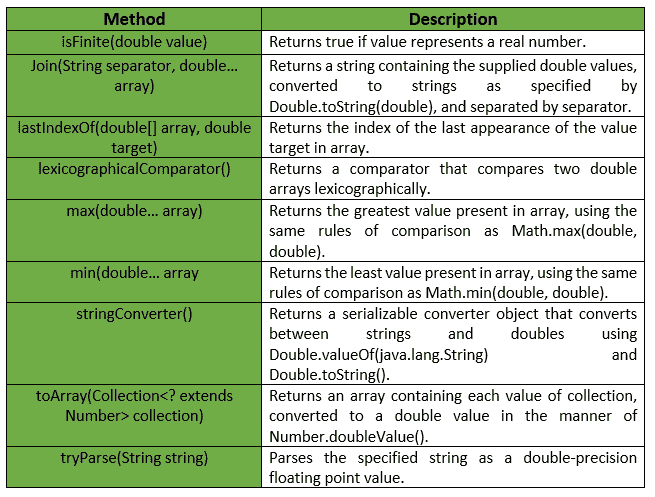 Method
Description
isFinite(double value)
Returns true if value represents a real number.
Join(String separator, double…
array)
Returns a string containing the supplied double values,
converted to strings as specified by
Double.toString(double), and separated by separator.
lastIndexOf(double[] array, double
target)
Returns the index of the last appearance of the value
target in array.
lexicographicalComparator()
Returns a comparator that compares two double
arrays lexicographically.
max(double… array)
Returns the greatest value present in array, using the
same rules of comparison as Math.max(double,
double).
min(double… array
Returns the least value present in array, using the same
rules of comparison as Math.min(double, double).
stringConverter()
Returns a serializable converter object that converts
between strings and doubles using
Double.valueOf(java.lang.String) and
Double.toString().
toArray(Collection<? extends
Number> collection)
Returns an array containing each value of collection,
converted to a double value in the manner of
Number.doubleValue().
tryParse(String string)
Parses the specified string as a double-precision
floating point value.